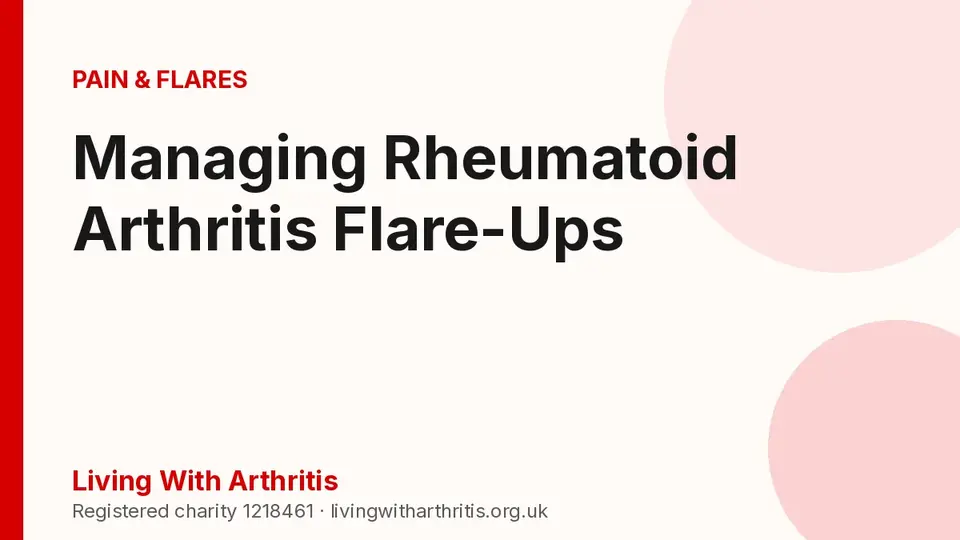 PAIN & FLARES
Managing Rheumatoid
Arthritis Flare-Ups
Living With Arthritis
Registered charity 1218461 · livingwitharthritis.org.uk